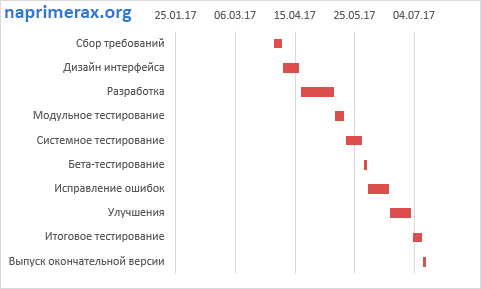 naprimerax.org
25.01.17 06.03.17 15.04.17 25.05.17 04.07.17
Сбор требований
Дизайн интерфейса
Разработка
Модульное тестирование
Системное тестирование
Бета-тестирование
Исправление ошибок
Улучшения
Итоговое тестирование
Выпуск окончательной версии